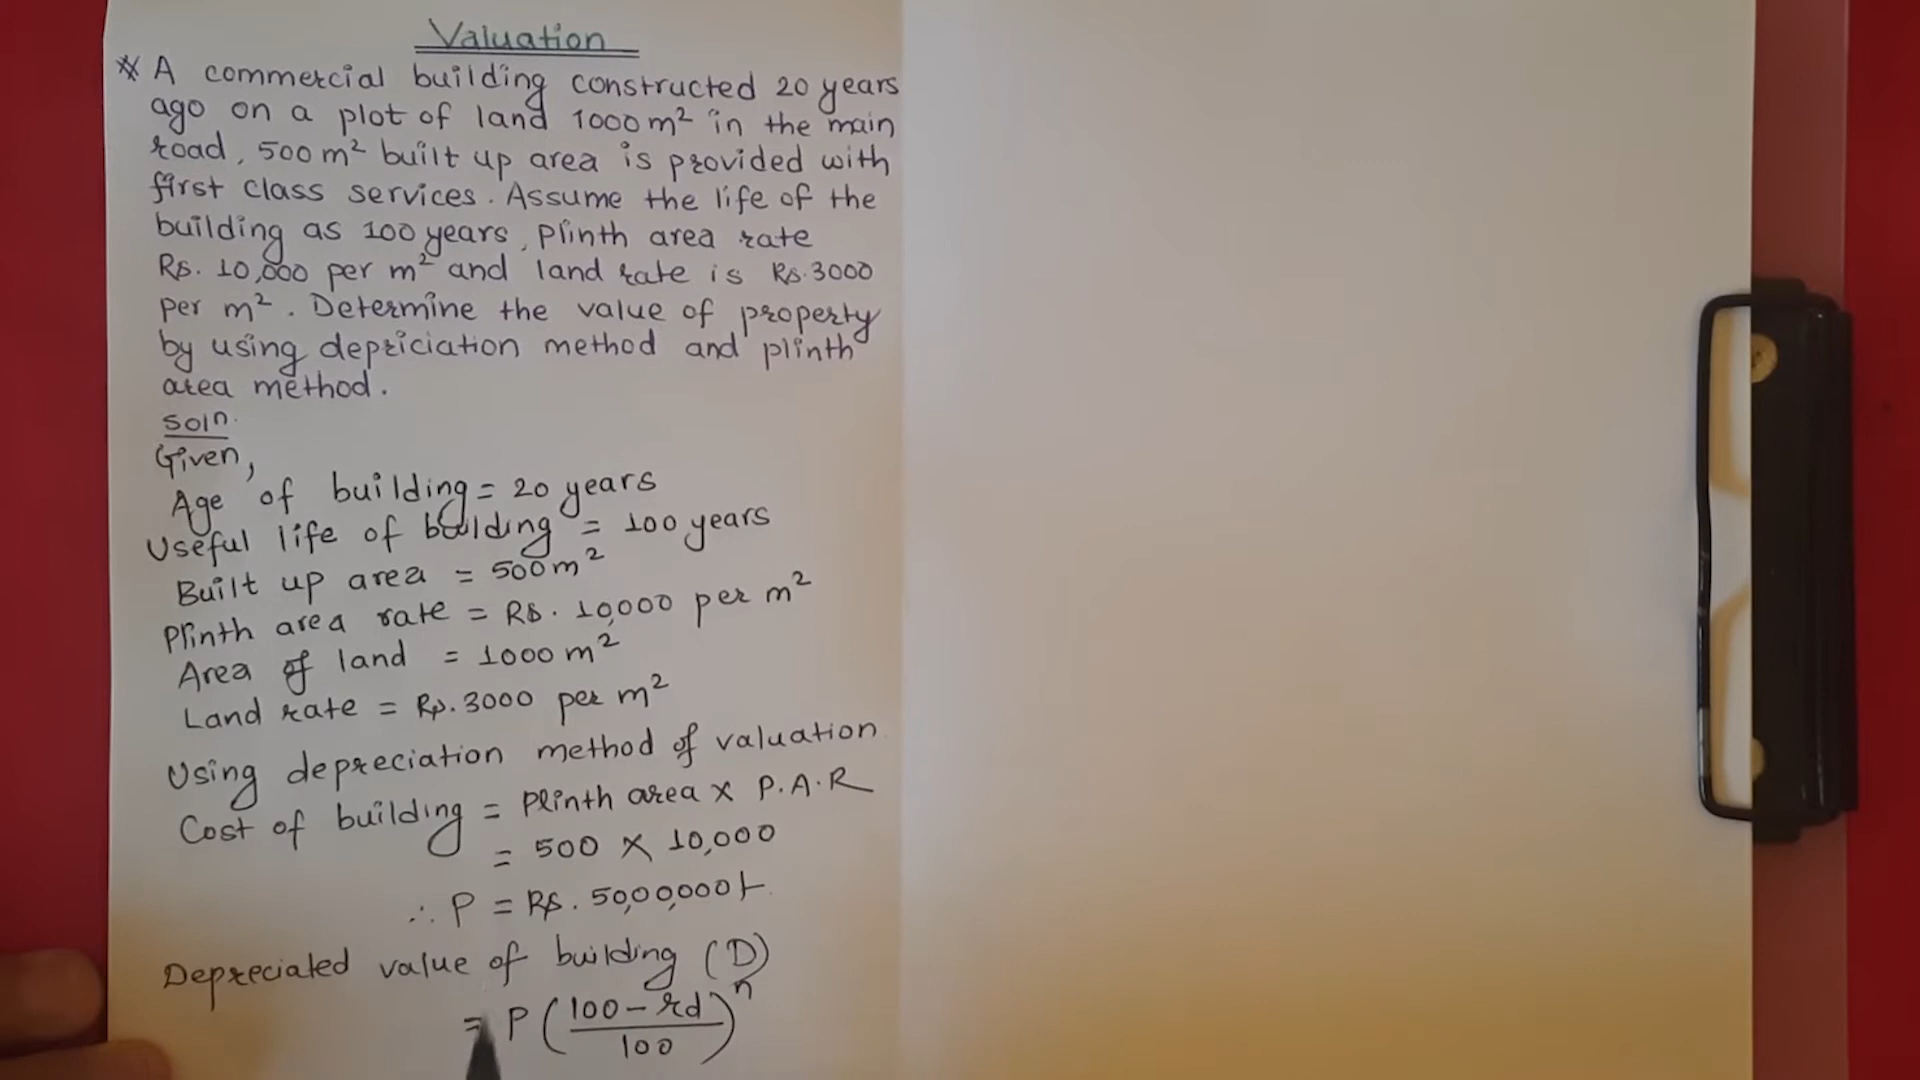 Valuation
* A commercial building constructed 20 years
ago on a plot of land 1000 m² in the main
road, 500 m² built up area is provided with
first class services. Assume the life of the
building as 100 years, plinth area rate
Rs. 10,000 per m² and land rate is Rs. 3000
per m². Determine the value of property
by using depriciation method and plinth
area method.
Soln.
Given,
Age of building = 20 years
Useful life of building = 100 years
Built up area = 500 m²
Plinth area rate = Rs. 10,000 per m²
Area of land = 1000 m²
Land rate = Rs. 3000 per m²
Using depreciation method of valuation
Cost of building = Plinth area x P.A.R
= 500 x 10,000
∴ P = Rs. 50,00,000/-
Depreciated value of building (D)
= P ((100 - rd)/100)ⁿ